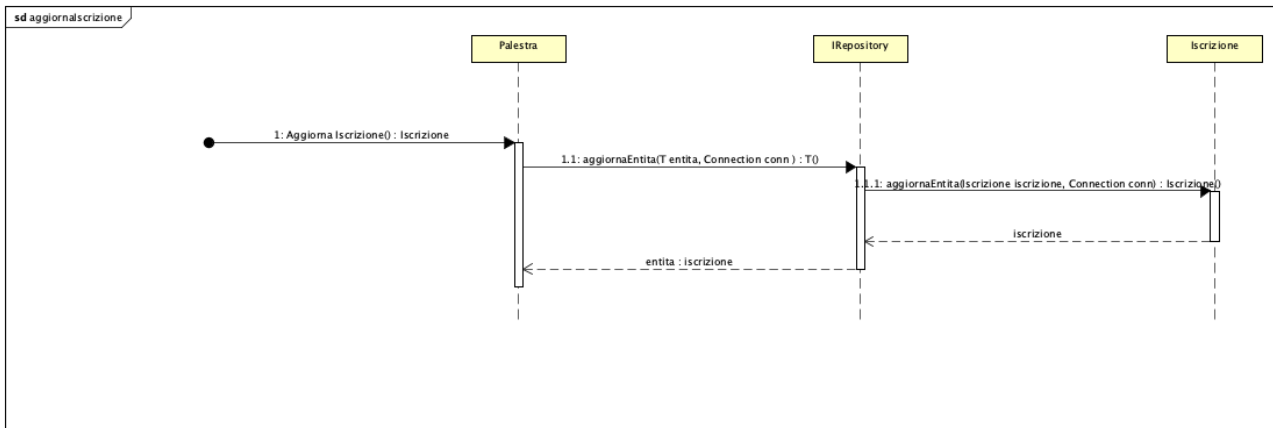 sd aggiornaIscrizione
Palestra
IRepository
Iscrizione
1: Aggiorna Iscrizione() : Iscrizione
1.1: aggiornaEntita(T entita, Connection conn ) : T()
1.1.1: aggiornaEntita(Iscrizione iscrizione, Connection conn) : Iscrizione()
iscrizione
entita : iscrizione